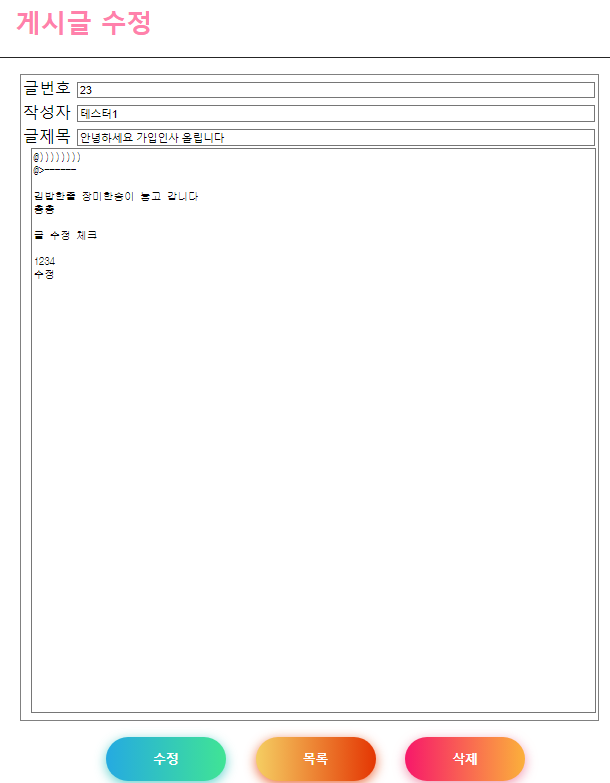 게시글 수정
글번호 23
작성자 테스터1
글제목 안녕하세요 가입인사 올립니다
@))))))))
@>------
김밥한줄 장미한송이 놓고 갑니다
총총
글 수정 체크
1234
수정
수정 목록 삭제